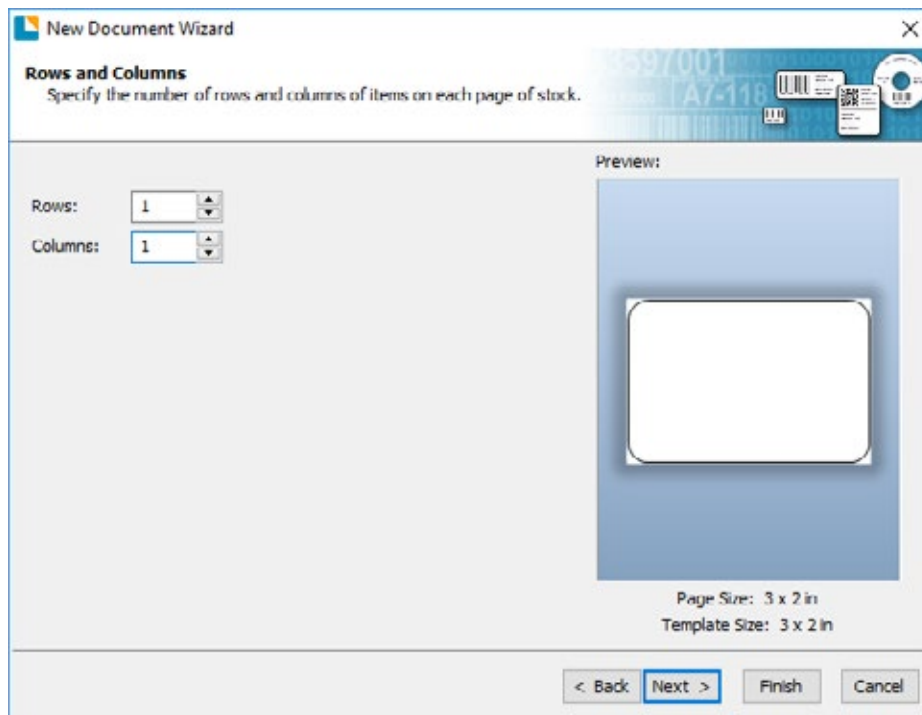 New Document Wizard
Rows and Columns
Specify the number of rows and columns of items on each page of stock.
Preview:
Rows: 1
Columns: 1
Page Size: 3 x 2 in
Template Size: 3 x 2 in
< Back Next > Finish Cancel